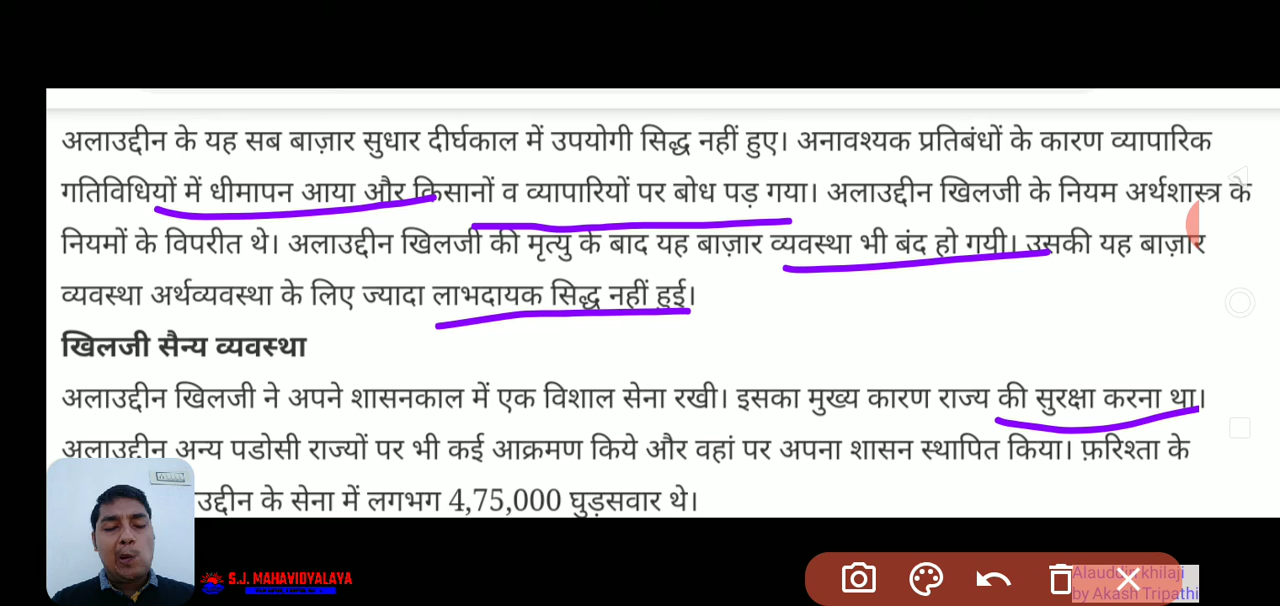 अलाउद्दीन के यह सब बाज़ार सुधार दीर्घकाल में उपयोगी सिद्ध नहीं हुए। अनावश्यक प्रतिबंधों के कारण व्यापारिक
गतिविधियों में धीमापन आया और किसानों व व्यापारियों पर बोध पड़ गया। अलाउद्दीन खिलजी के नियम अर्थशास्त्र के
नियमों के विपरीत थे। अलाउद्दीन खिलजी की मृत्यु के बाद यह बाज़ार व्यवस्था भी बंद हो गयी। उसकी यह बाज़ार
व्यवस्था अर्थव्यवस्था के लिए ज्यादा लाभदायक सिद्ध नहीं हुई।
खिलजी सैन्य व्यवस्था
अलाउद्दीन खिलजी ने अपने शासनकाल में एक विशाल सेना रखी। इसका मुख्य कारण राज्य की सुरक्षा करना था।
अलाउद्दीन अन्य पडोसी राज्यों पर भी कई आक्रमण किये और वहां पर अपना शासन स्थापित किया। फ़रिश्ता के
उद्दीन के सेना में लगभग 4,75,000 घुड़सवार थे।
S.J. MAHAVIDYALAYA
Alauddin khilaji
by Akash Tripathi